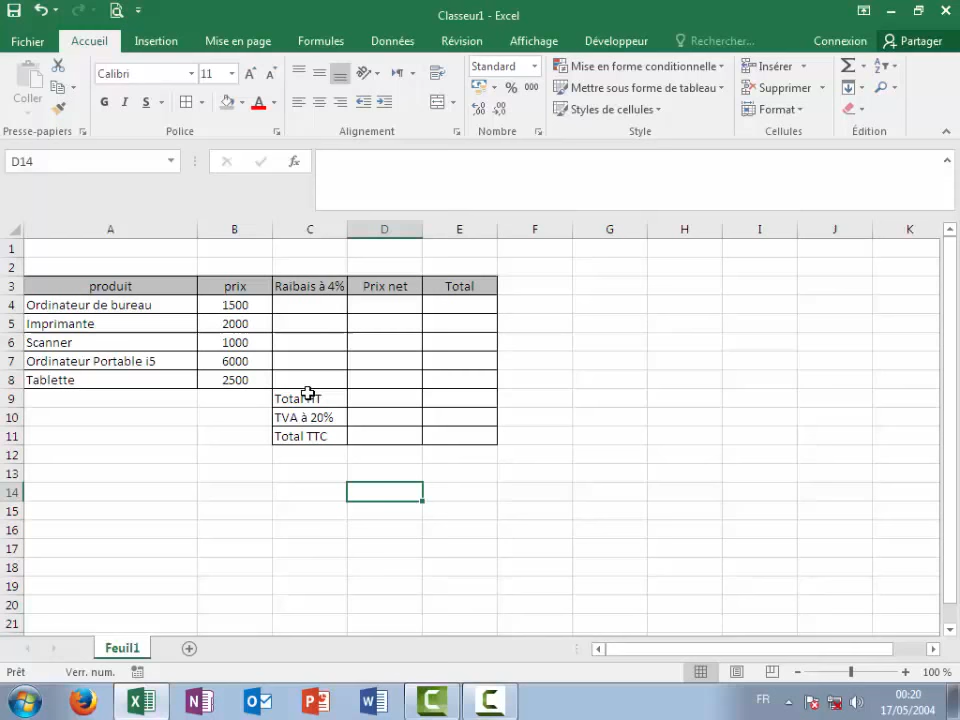 Classeur1 - Excel
Fichier Accueil Insertion Mise en page Formules Données Révision Affichage Développeur Rechercher... Connexion Partager
Coller
Calibri 11
G I S
Standard
% 000
Mise en forme conditionnelle
Mettre sous forme de tableau
Styles de cellules
Insérer
Supprimer
Format
Presse-papiers Police Alignement Nombre Style Cellules Édition
D14 fx
A B C D E F G H I J K
1
2
3 produit prix Raibais à 4% Prix net Total
4 Ordinateur de bureau 1500
5 Imprimante 2000
6 Scanner 1000
7 Ordinateur Portable i5 6000
8 Tablette 2500
9 Total HT
10 TVA à 20%
11 Total TTC
12
13
14
15
16
17
18
19
20
21
Feuil1
Prêt Verr. num. 100 %
FR 00:20
17/05/2004